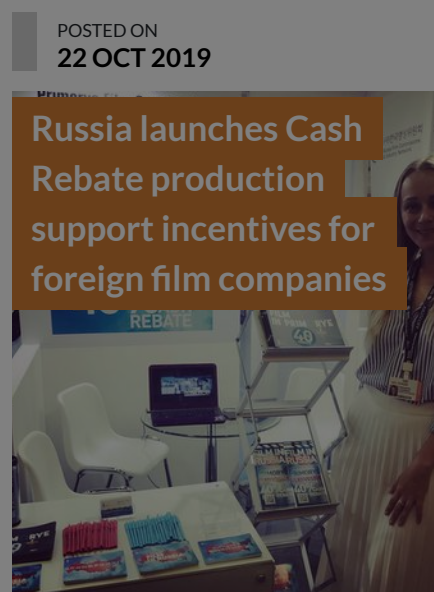 POSTED ON
22 OCT 2019
Russia launches Cash
Rebate production
support incentives for
foreign film companies
REBATE